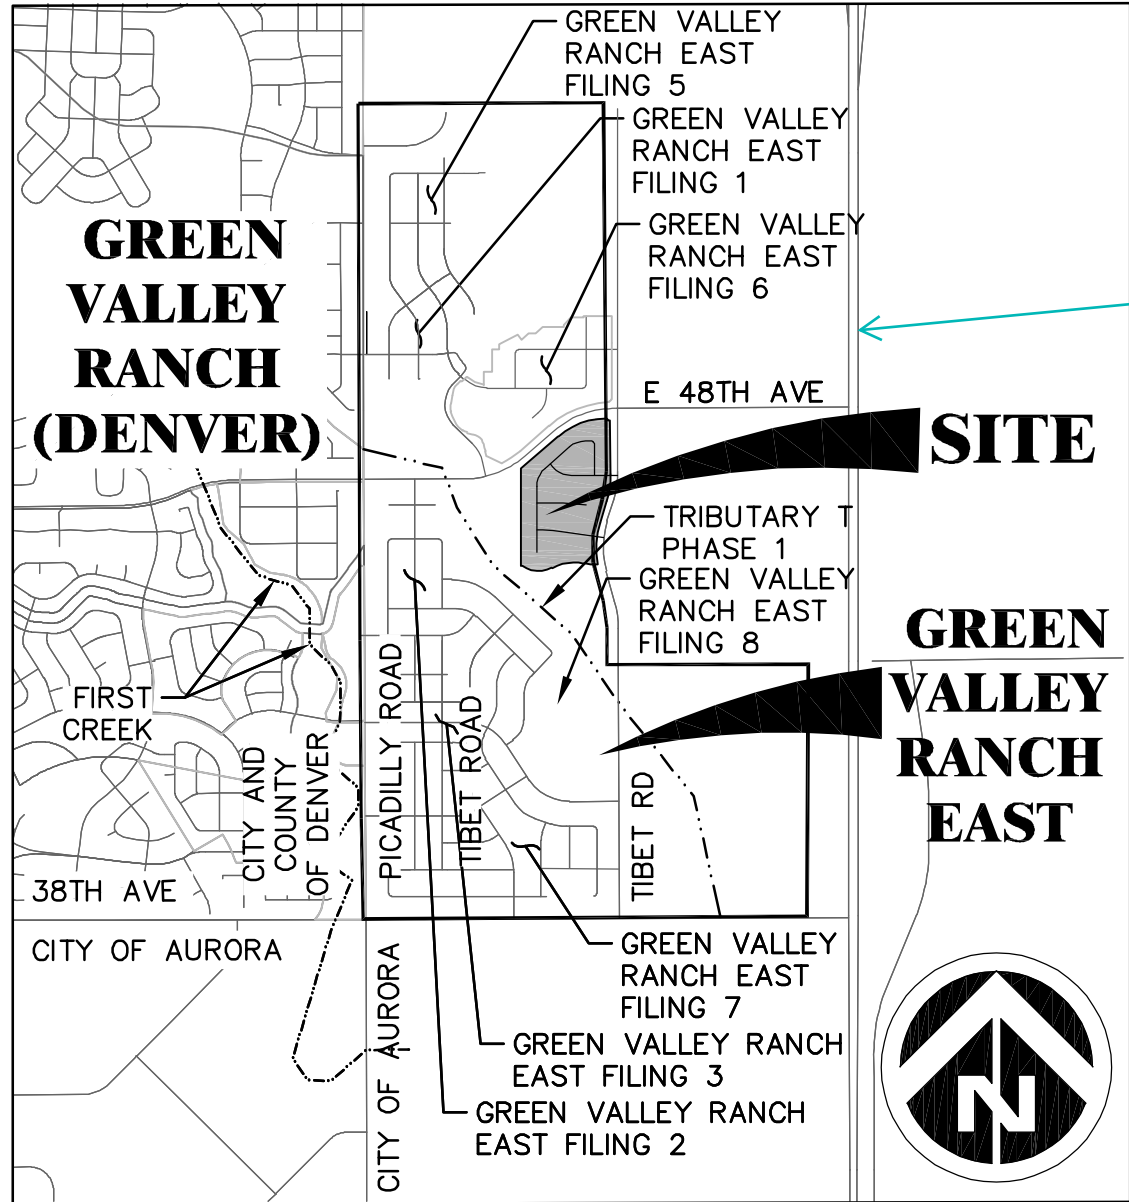 GREEN VALLEY
RANCH EAST
FILING 5
GREEN VALLEY
RANCH EAST
FILING 1
GREEN VALLEY
RANCH EAST
FILING 6
GREEN
VALLEY
RANCH
(DENVER)
E 48TH AVE
SITE
TRIBUTARY T
PHASE 1
GREEN VALLEY
RANCH EAST
FILING 8
GREEN
VALLEY
RANCH
EAST
FIRST
CREEK
CITY AND
COUNTY
OF DENVER
PICADILLY ROAD
TIBET ROAD
TIBET RD
38TH AVE
CITY OF AURORA
CITY OF AURORA
GREEN VALLEY
RANCH EAST
FILING 7
GREEN VALLEY RANCH
EAST FILING 3
GREEN VALLEY RANCH
EAST FILING 2
N